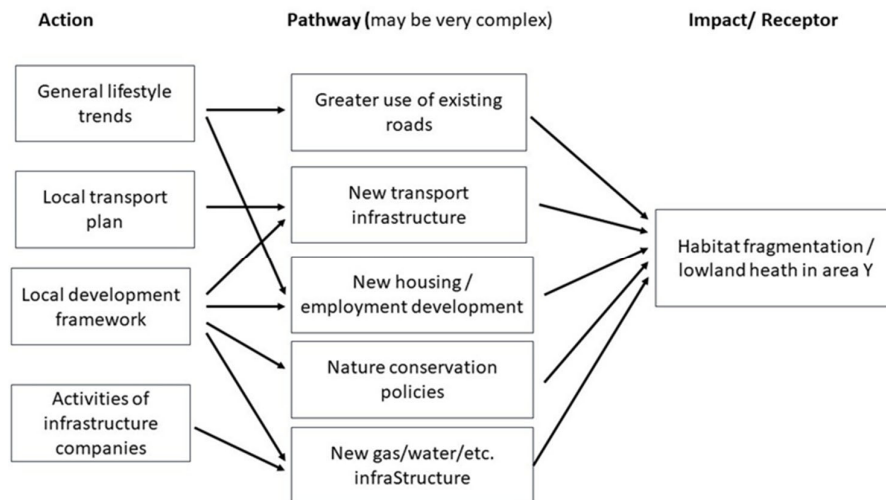 Action
Pathway (may be very complex)
Impact/ Receptor
General lifestyle
trends
Local transport
plan
Local development
framework
Activities of
infrastructure
companies
Greater use of existing
roads
New transport
infrastructure
New housing /
employment development
Nature conservation
policies
New gas/water/etc.
infraStructure
Habitat fragmentation /
lowland heath in area Y